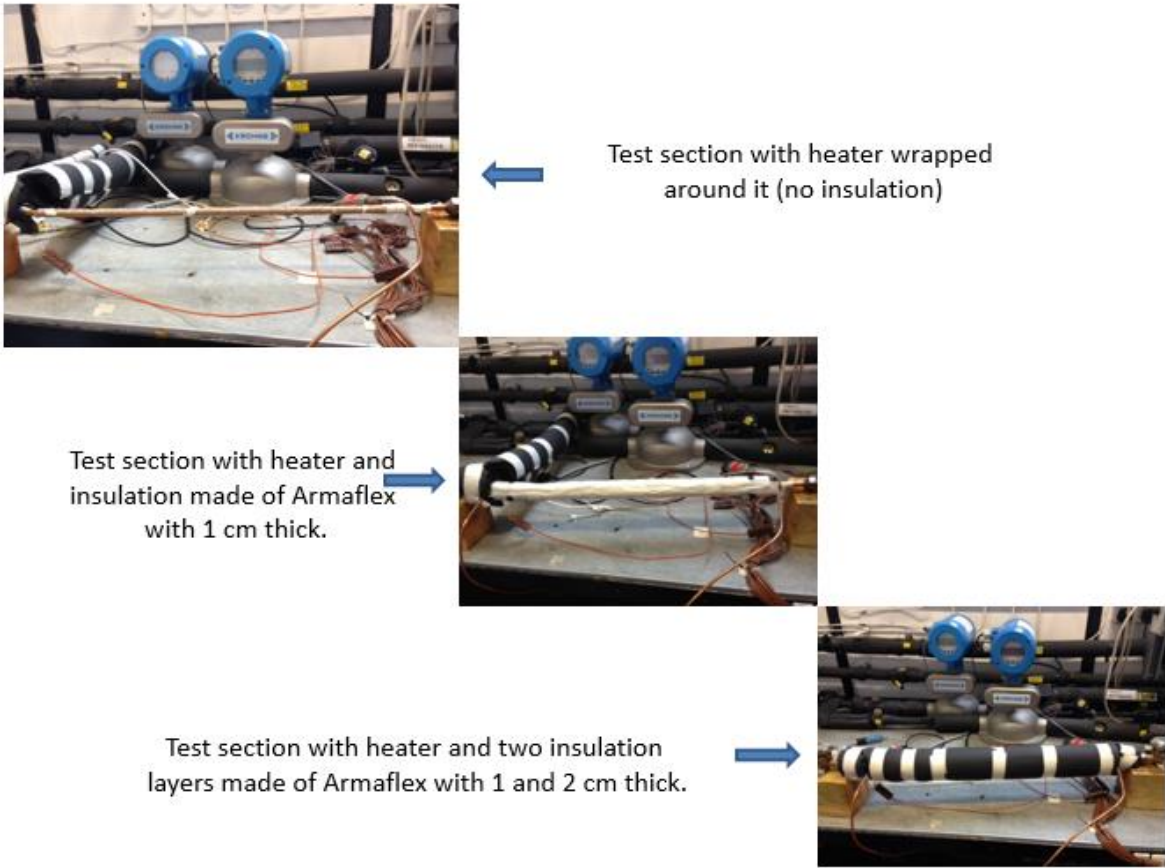 Test section with heater wrapped
around it (no insulation)
KROHNE
KROHNE
Test section with heater and
insulation made of Armaflex
with 1 cm thick.
KROHNE
Test section with heater and two insulation
layers made of Armaflex with 1 and 2 cm thick.